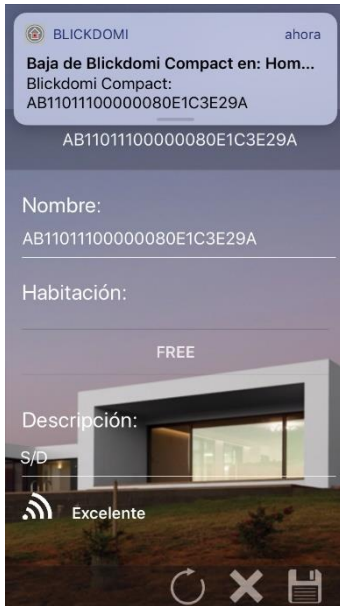 BLICKDOMI ahora
Baja de Blickdomi Compact en: Hom...
Blickdomi Compact:
AB11011100000080E1C3E29A
AB11011100000080E1C3E29A
Nombre:
AB11011100000080E1C3E29A
Habitación:
FREE
Descripción:
S/D
Excelente